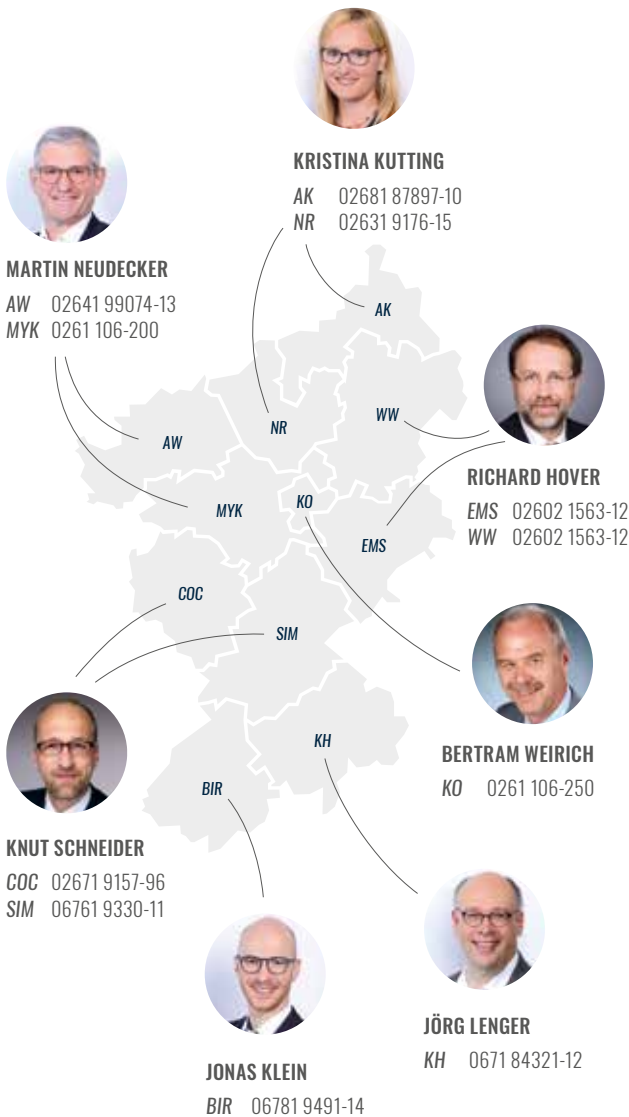 KRISTINA KUTTING
AK 02681 87897-10
NR 02631 9176-15
MARTIN NEUDECKER
AW 02641 99074-13
MYK 0261 106-200
AK
WW
NR
AW
RICHARD HOVER
EMS 02602 1563-12
WW 02602 1563-12
KO
MYK
EMS
COC
SIM
BERTRAM WEIRICH
KO 0261 106-250
KH
BIR
KNUT SCHNEIDER
COC 02671 9157-96
SIM 06761 9330-11
JÖRG LENGER
KH 0671 84321-12
JONAS KLEIN
BIR 06781 9491-14